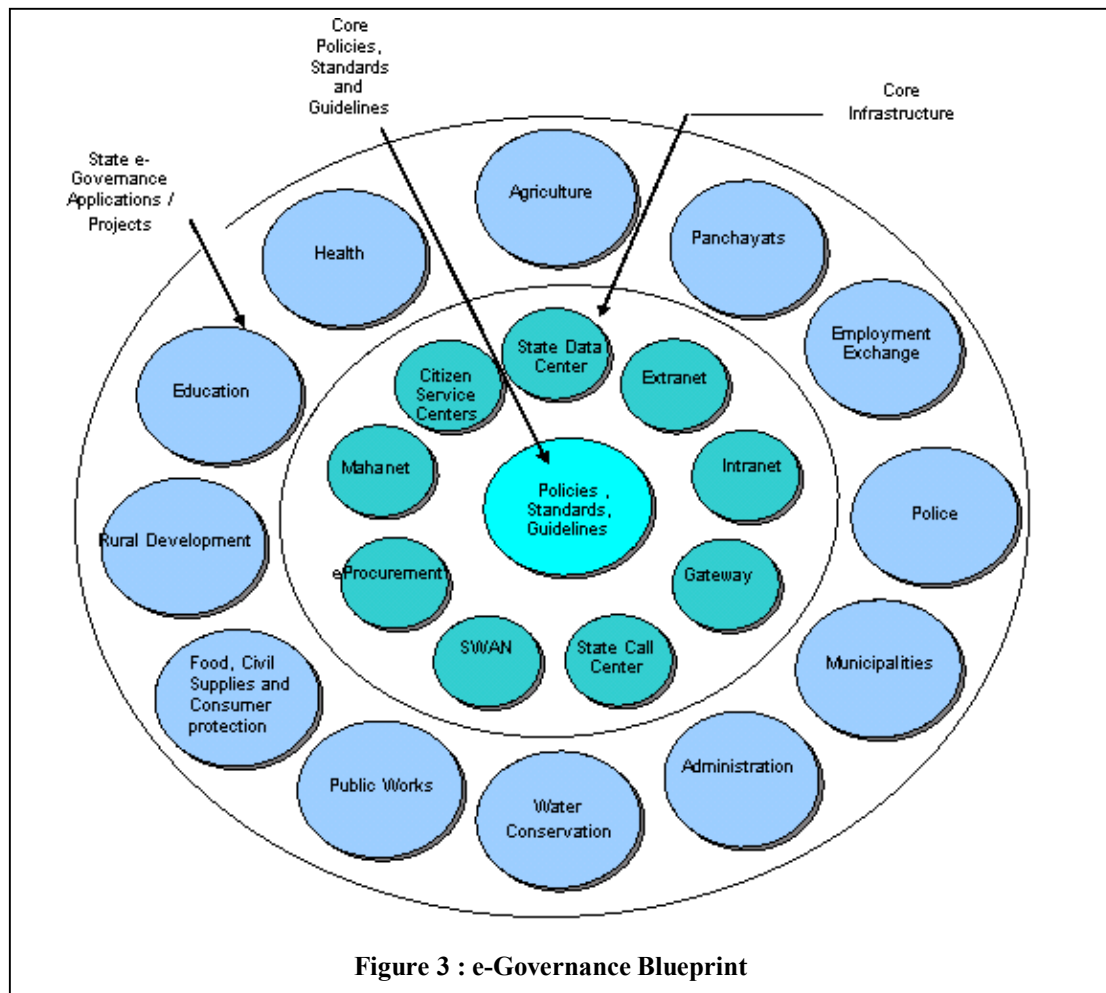 Core
Policies,
Standards
and
Guidelines
Core
Infrastructure
State e-
Governance
Applications /
Projects
Agriculture
Panchayats
Health
Employment
Exchange
State Data
Center
Citizen
Service
Centers
Extranet
Education
Mahanet
Intranet
Policies ,
Standards,
Guidelines
Police
Rural Development
eProcurement
Gateway
SWAN
State Call
Center
Municipalities
Food, Civil
Supplies and
Consumer
protection
Administration
Public Works
Water
Conservation
Figure 3 : e-Governance Blueprint